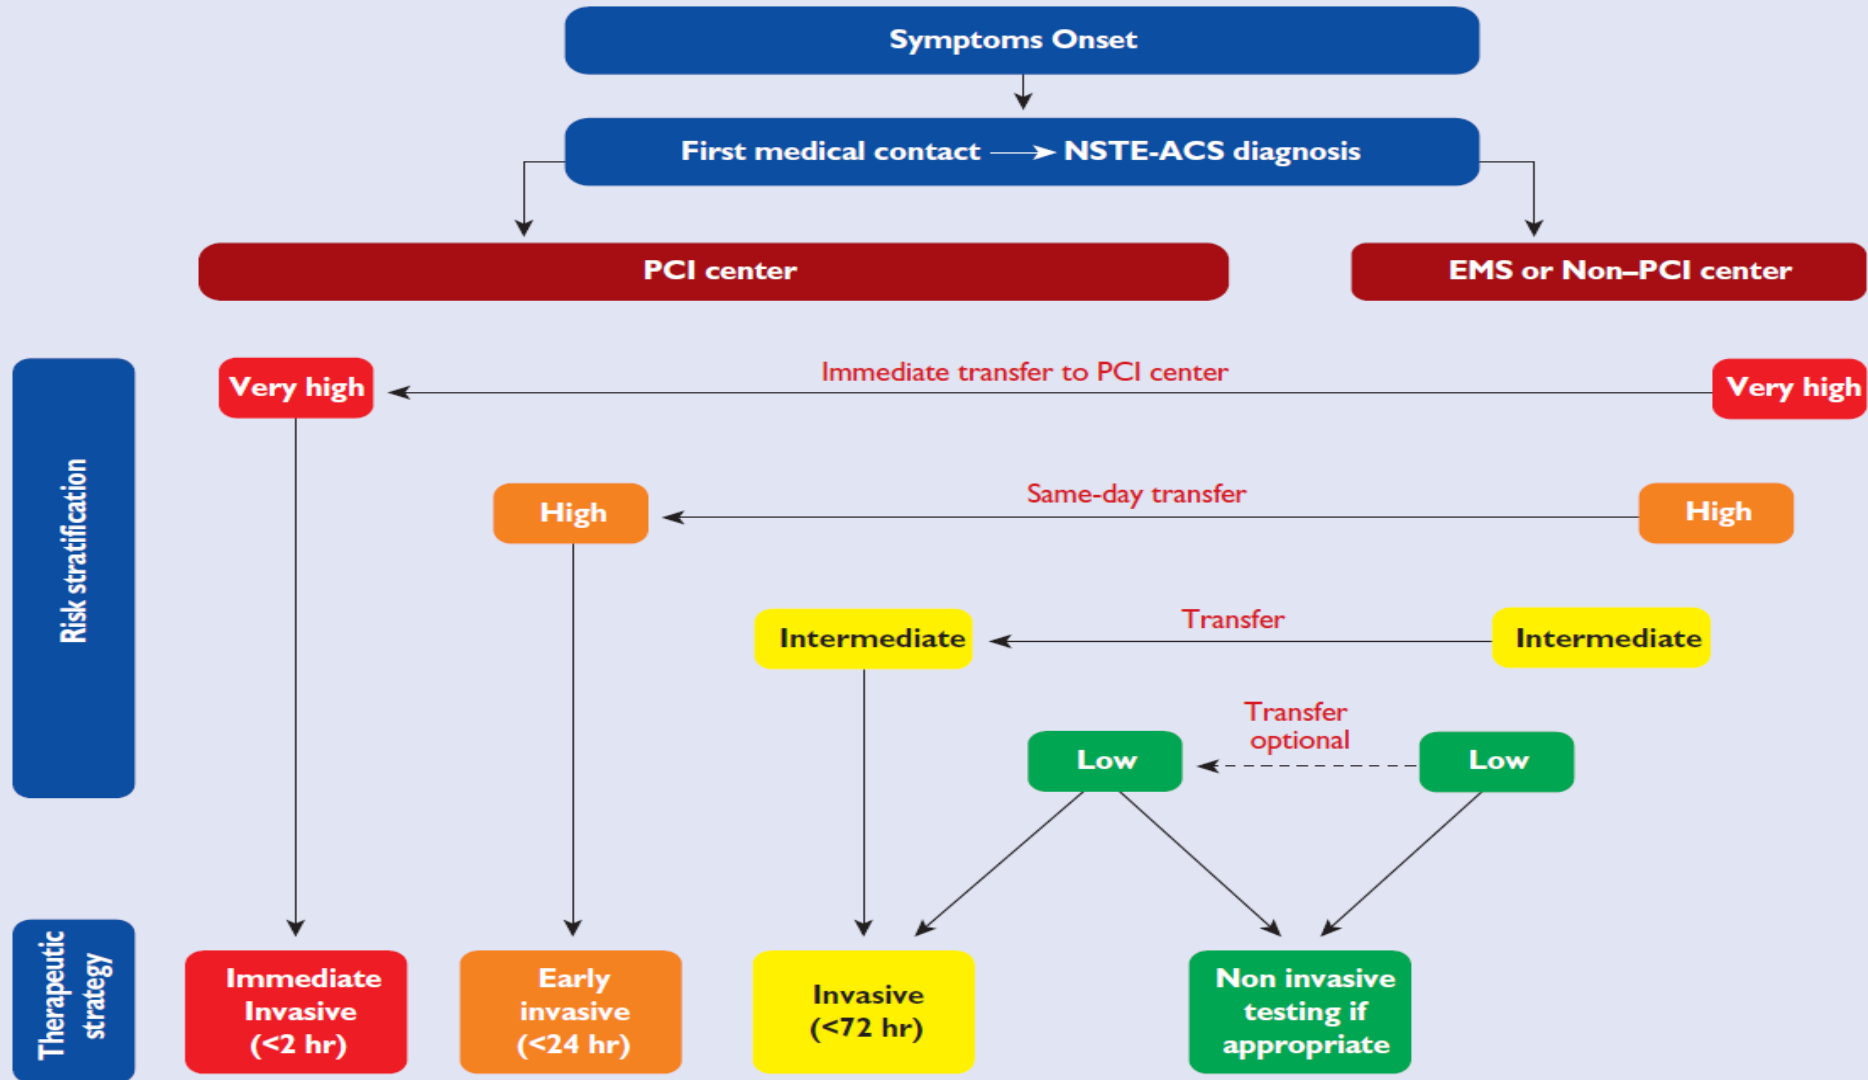 Symptoms Onset
First medical contact → NSTE-ACS diagnosis
PCI center
EMS or Non–PCI center
Risk stratification
Very high
Immediate transfer to PCI center
Very high
High
Same-day transfer
High
Intermediate
Transfer
Intermediate
Low
Transfer
optional
Low
Therapeutic
strategy
Immediate
Invasive
(<2 hr)
Early
invasive
(<24 hr)
Invasive
(<72 hr)
Non invasive
testing if
appropriate